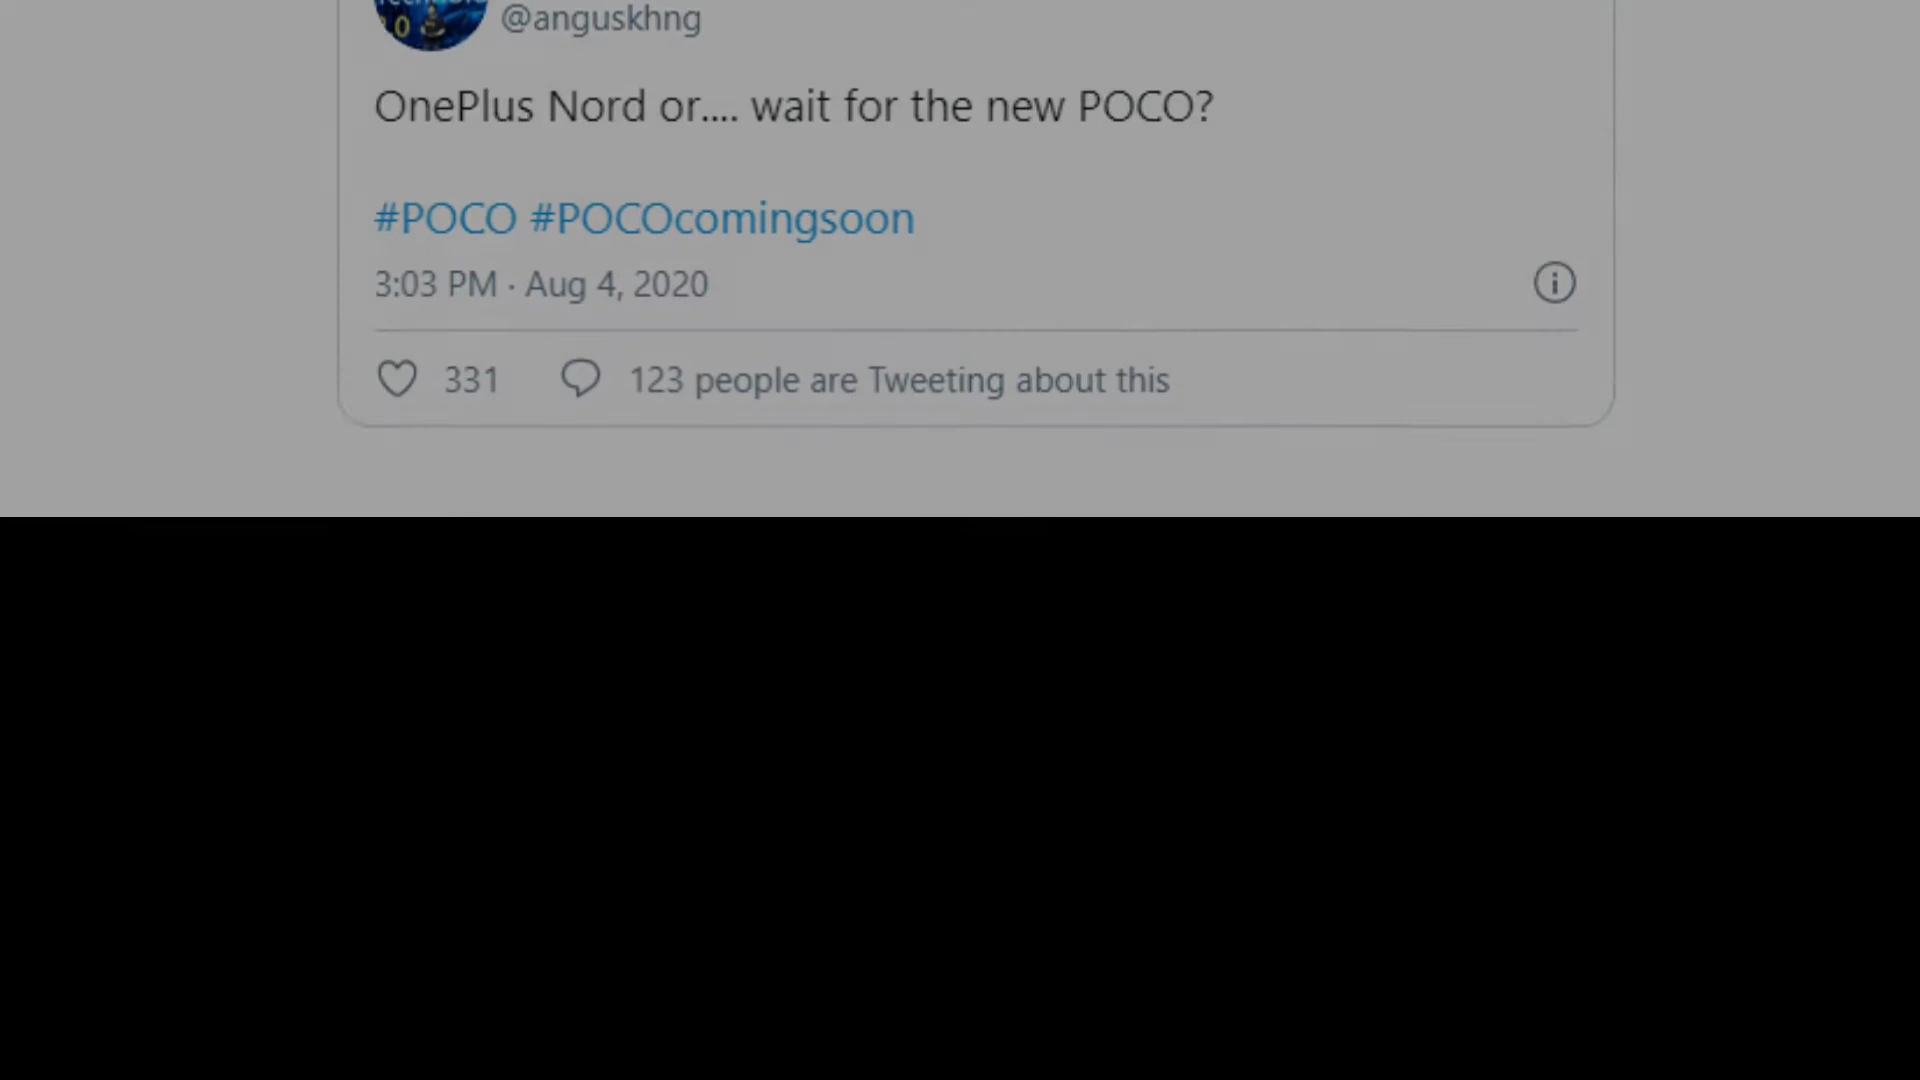 @anguskhng
OnePlus Nord or.... wait for the new POCO?
#POCO #POCOcomingsoon
3:03 PM · Aug 4, 2020
331 123 people are Tweeting about this